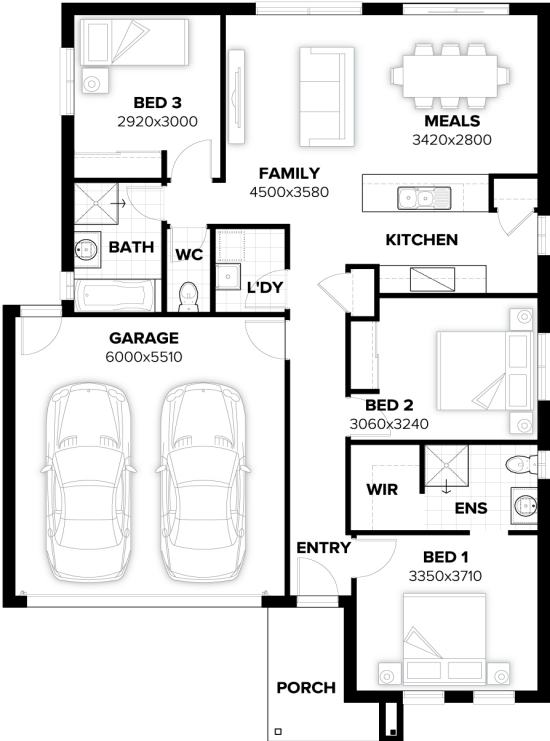 BED 3
2920x3000
MEALS
3420x2800
FAMILY
4500x3580
KITCHEN
BATH
WC
L'DY
GARAGE
6000x5510
BED 2
3060x3240
WIR
ENS
ENTRY
BED 1
3350x3710
PORCH